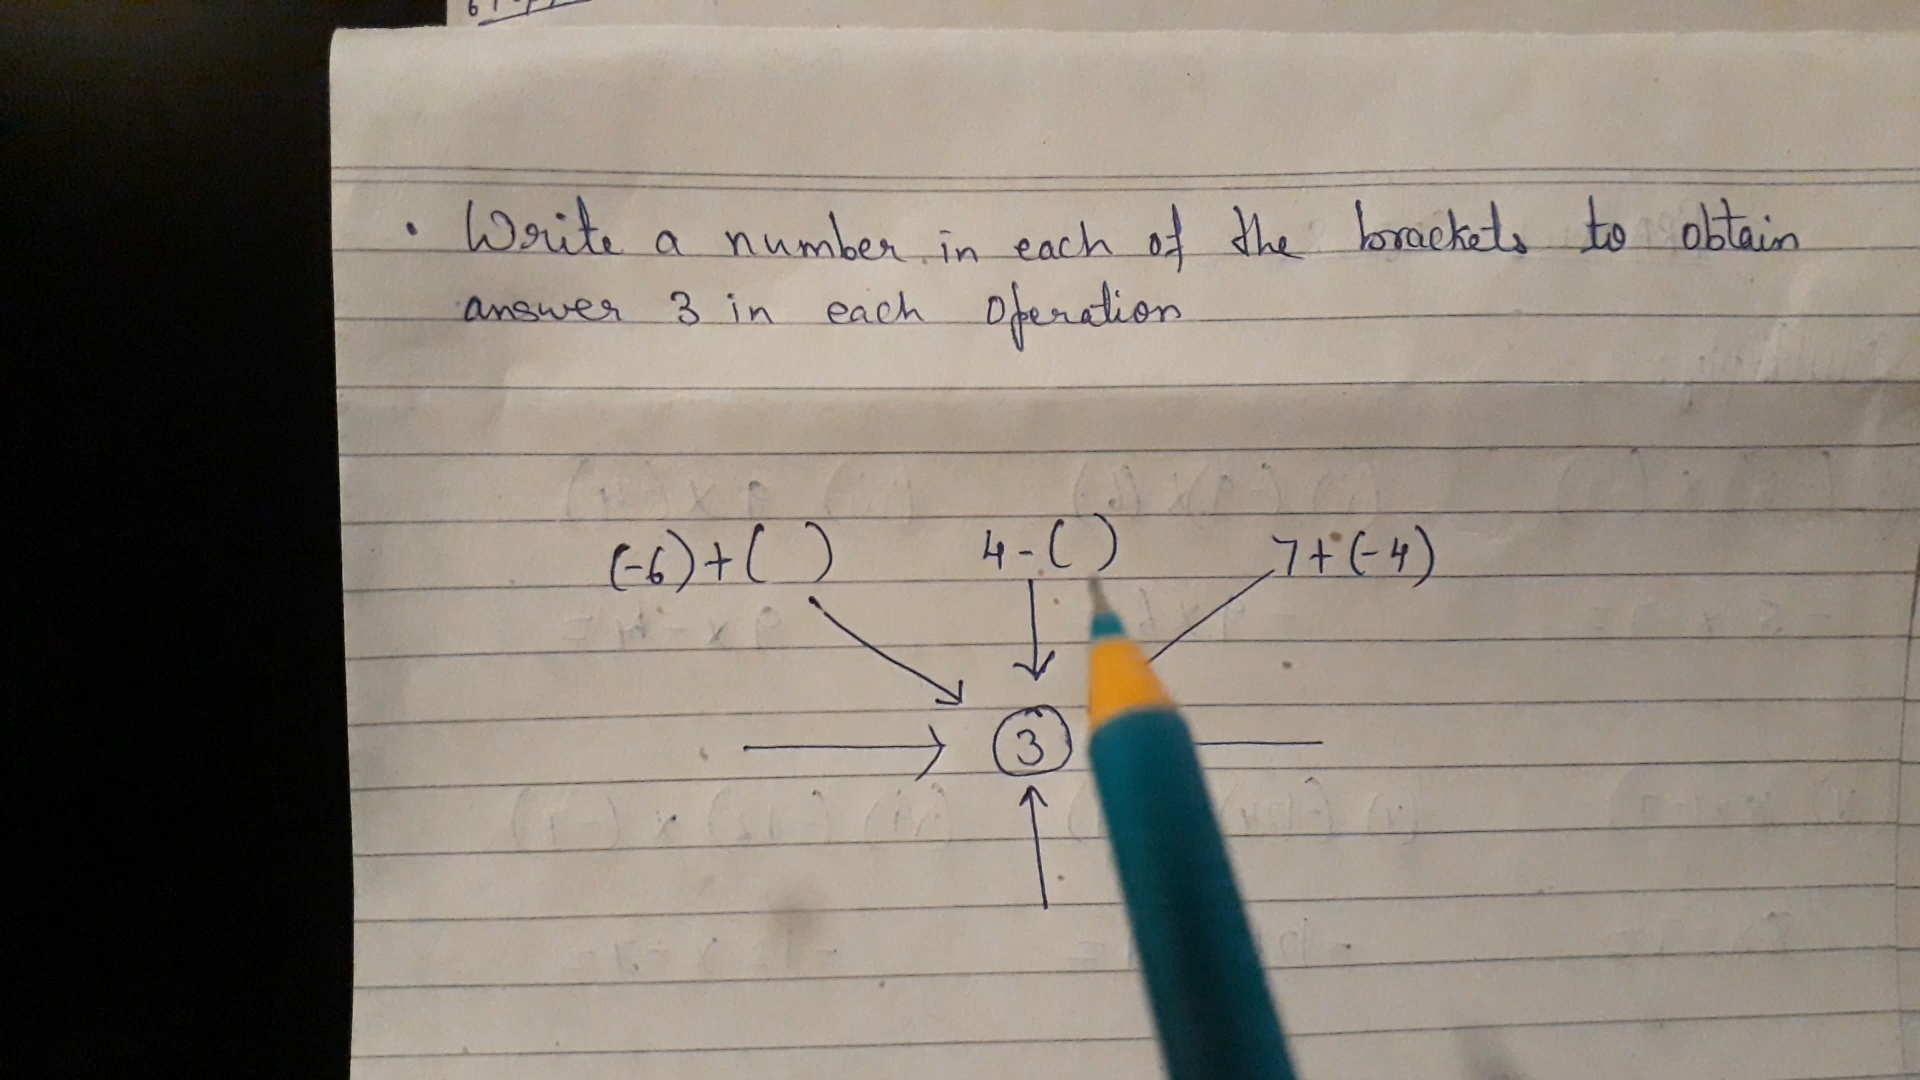 • Write a number in each of the brackets to obtain
answer 3 in each operation
(-6)+( ) 4-( ) 7+(-4)
3